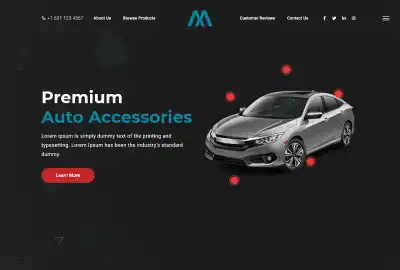 +1 631 123 4567
About Us
Browse Products
Customer Reviews
Contact Us
Premium
Auto Accessories
Lorem ipsum is simply dummy text of the printing and
typesetting. Lorem Ipsum has been the industry's standard
dummy.
Learn More